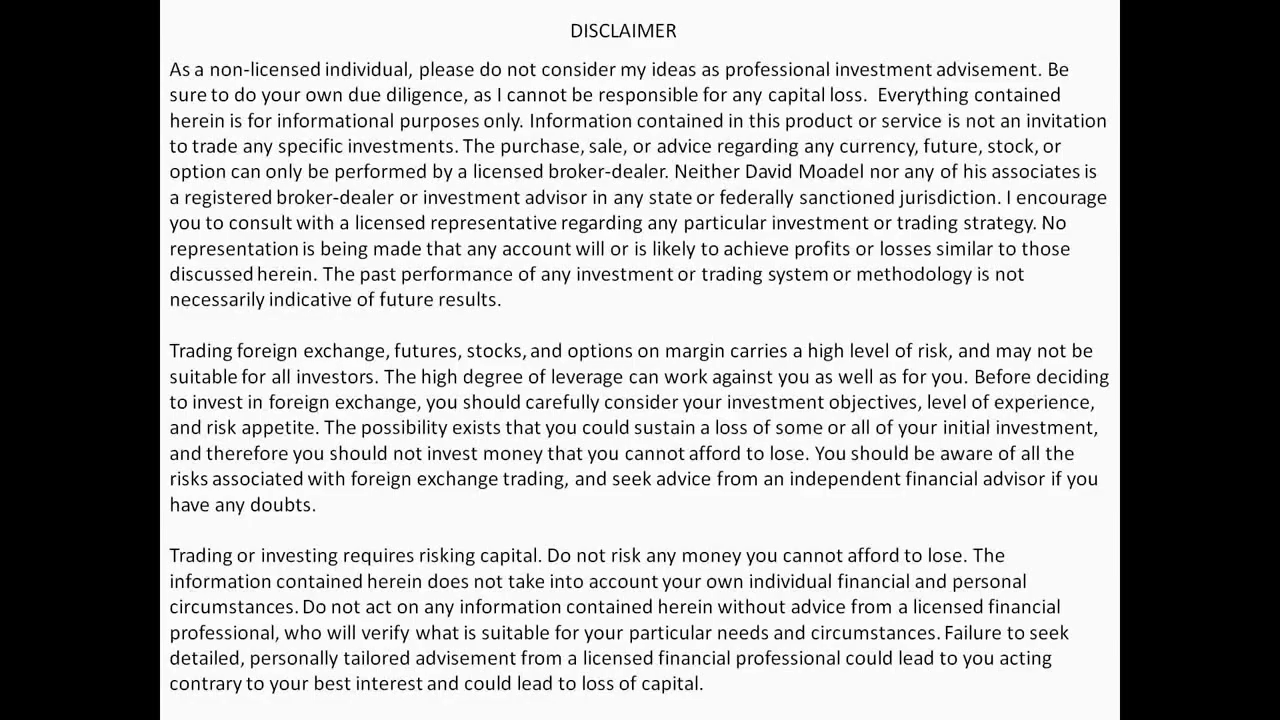 DISCLAIMER
As a non-licensed individual, please do not consider my ideas as professional investment advisement. Be
sure to do your own due diligence, as I cannot be responsible for any capital loss.  Everything contained
herein is for informational purposes only. Information contained in this product or service is not an invitation
to trade any specific investments. The purchase, sale, or advice regarding any currency, future, stock, or
option can only be performed by a licensed broker-dealer. Neither David Moadel nor any of his associates is
a registered broker-dealer or investment advisor in any state or federally sanctioned jurisdiction. I encourage
you to consult with a licensed representative regarding any particular investment or trading strategy. No
representation is being made that any account will or is likely to achieve profits or losses similar to those
discussed herein. The past performance of any investment or trading system or methodology is not
necessarily indicative of future results.
Trading foreign exchange, futures, stocks, and options on margin carries a high level of risk, and may not be
suitable for all investors. The high degree of leverage can work against you as well as for you. Before deciding
to invest in foreign exchange, you should carefully consider your investment objectives, level of experience,
and risk appetite. The possibility exists that you could sustain a loss of some or all of your initial investment,
and therefore you should not invest money that you cannot afford to lose. You should be aware of all the
risks associated with foreign exchange trading, and seek advice from an independent financial advisor if you
have any doubts.
Trading or investing requires risking capital. Do not risk any money you cannot afford to lose. The
information contained herein does not take into account your own individual financial and personal
circumstances. Do not act on any information contained herein without advice from a licensed financial
professional, who will verify what is suitable for your particular needs and circumstances. Failure to seek
detailed, personally tailored advisement from a licensed financial professional could lead to you acting
contrary to your best interest and could lead to loss of capital.